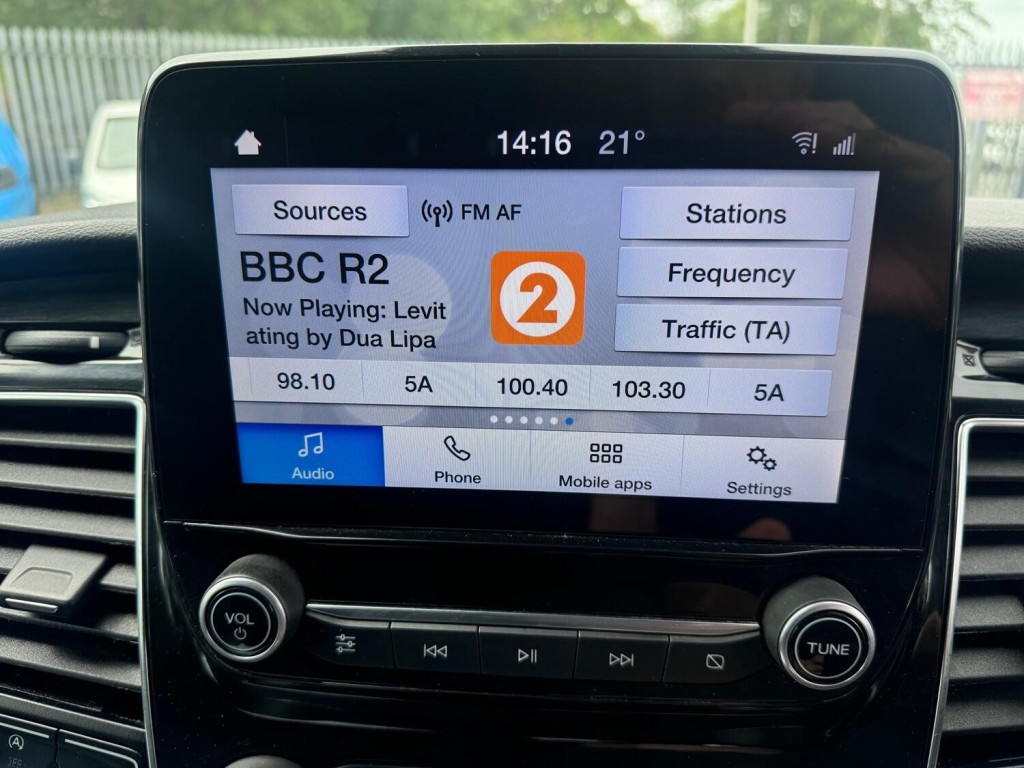 14:16 21°
Sources
FM AF
Stations
BBC R2
2
Frequency
Now Playing: Levit
ating by Dua Lipa
Traffic (TA)
98.10 5A 100.40 103.30 5A
Audio
Phone
Mobile apps
Settings
VOL
TUNE
A